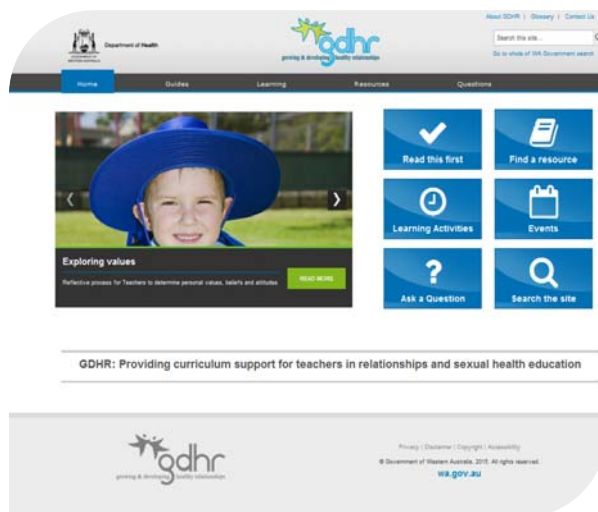 About GDHR | Glossary | Contact Us
Department of Health
GOVERNMENT OF
WESTERN AUSTRALIA
gdhr
growing & developing healthy relationships
Search this site...
Go to whole of WA Government search
Home Guides Learning Resources Questions
Read this first
Find a resource
Learning Activities
Events
Exploring values
Reflective process for Teachers to determine personal values, beliefs and attitudes
READ MORE
Ask a Question
Search the site
GDHR: Providing curriculum support for teachers in relationships and sexual health education
gdhr
growing & developing healthy relationships
Privacy | Disclaimer | Copyright | Accessibility
© Government of Western Australia, 2015. All rights reserved.
wa.gov.au